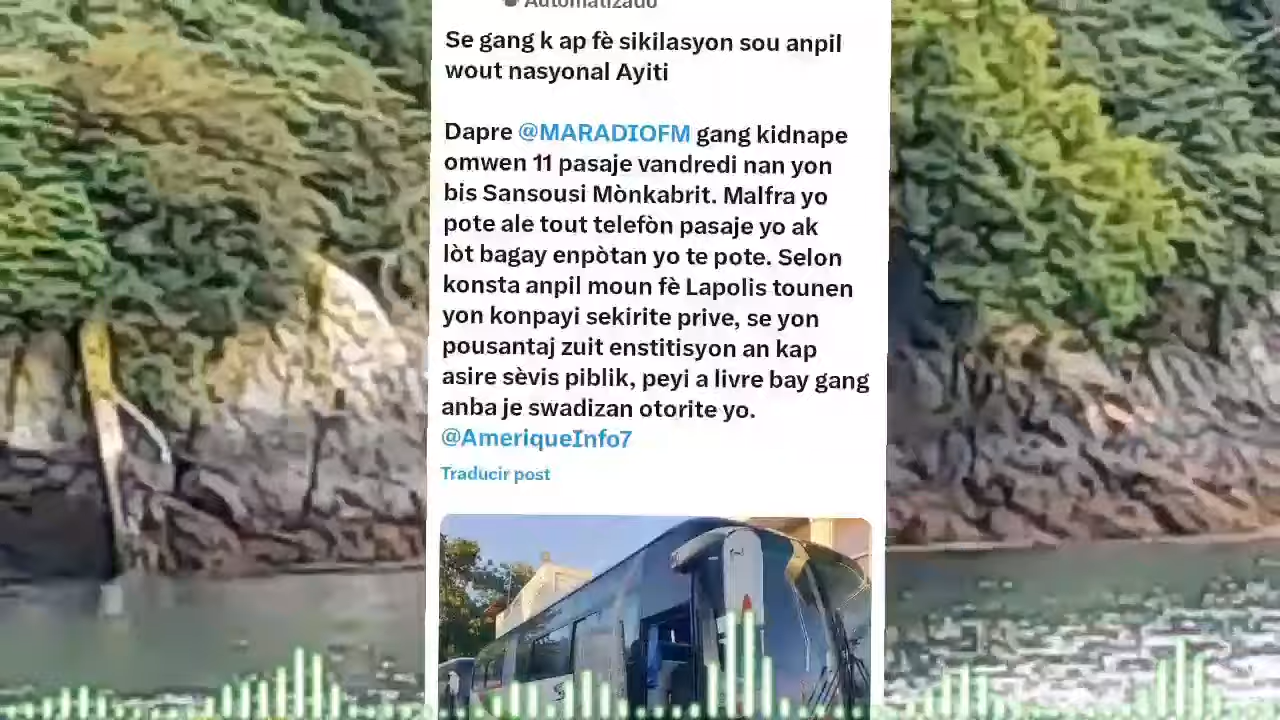 Automatizado
Se gang k ap fè sikilasyon sou anpil
wout nasyonal Ayiti
Dapre @MARADIOFM gang kidnape
omwen 11 pasaje vandredi nan yon
bis Sansousi Mònkabrit. Malfra yo
pote ale tout telefòn pasaje yo ak
lòt bagay enpòtan yo te pote. Selon
konsta anpil moun fè Lapolis tounen
yon konpayi sekirite prive, se yon
pousantaj zuit enstitisyon an kap
asire sèvis piblik, peyi a livre bay gang
anba je swadizan otorite yo.
@AmeriqueInfo7
Traducir post